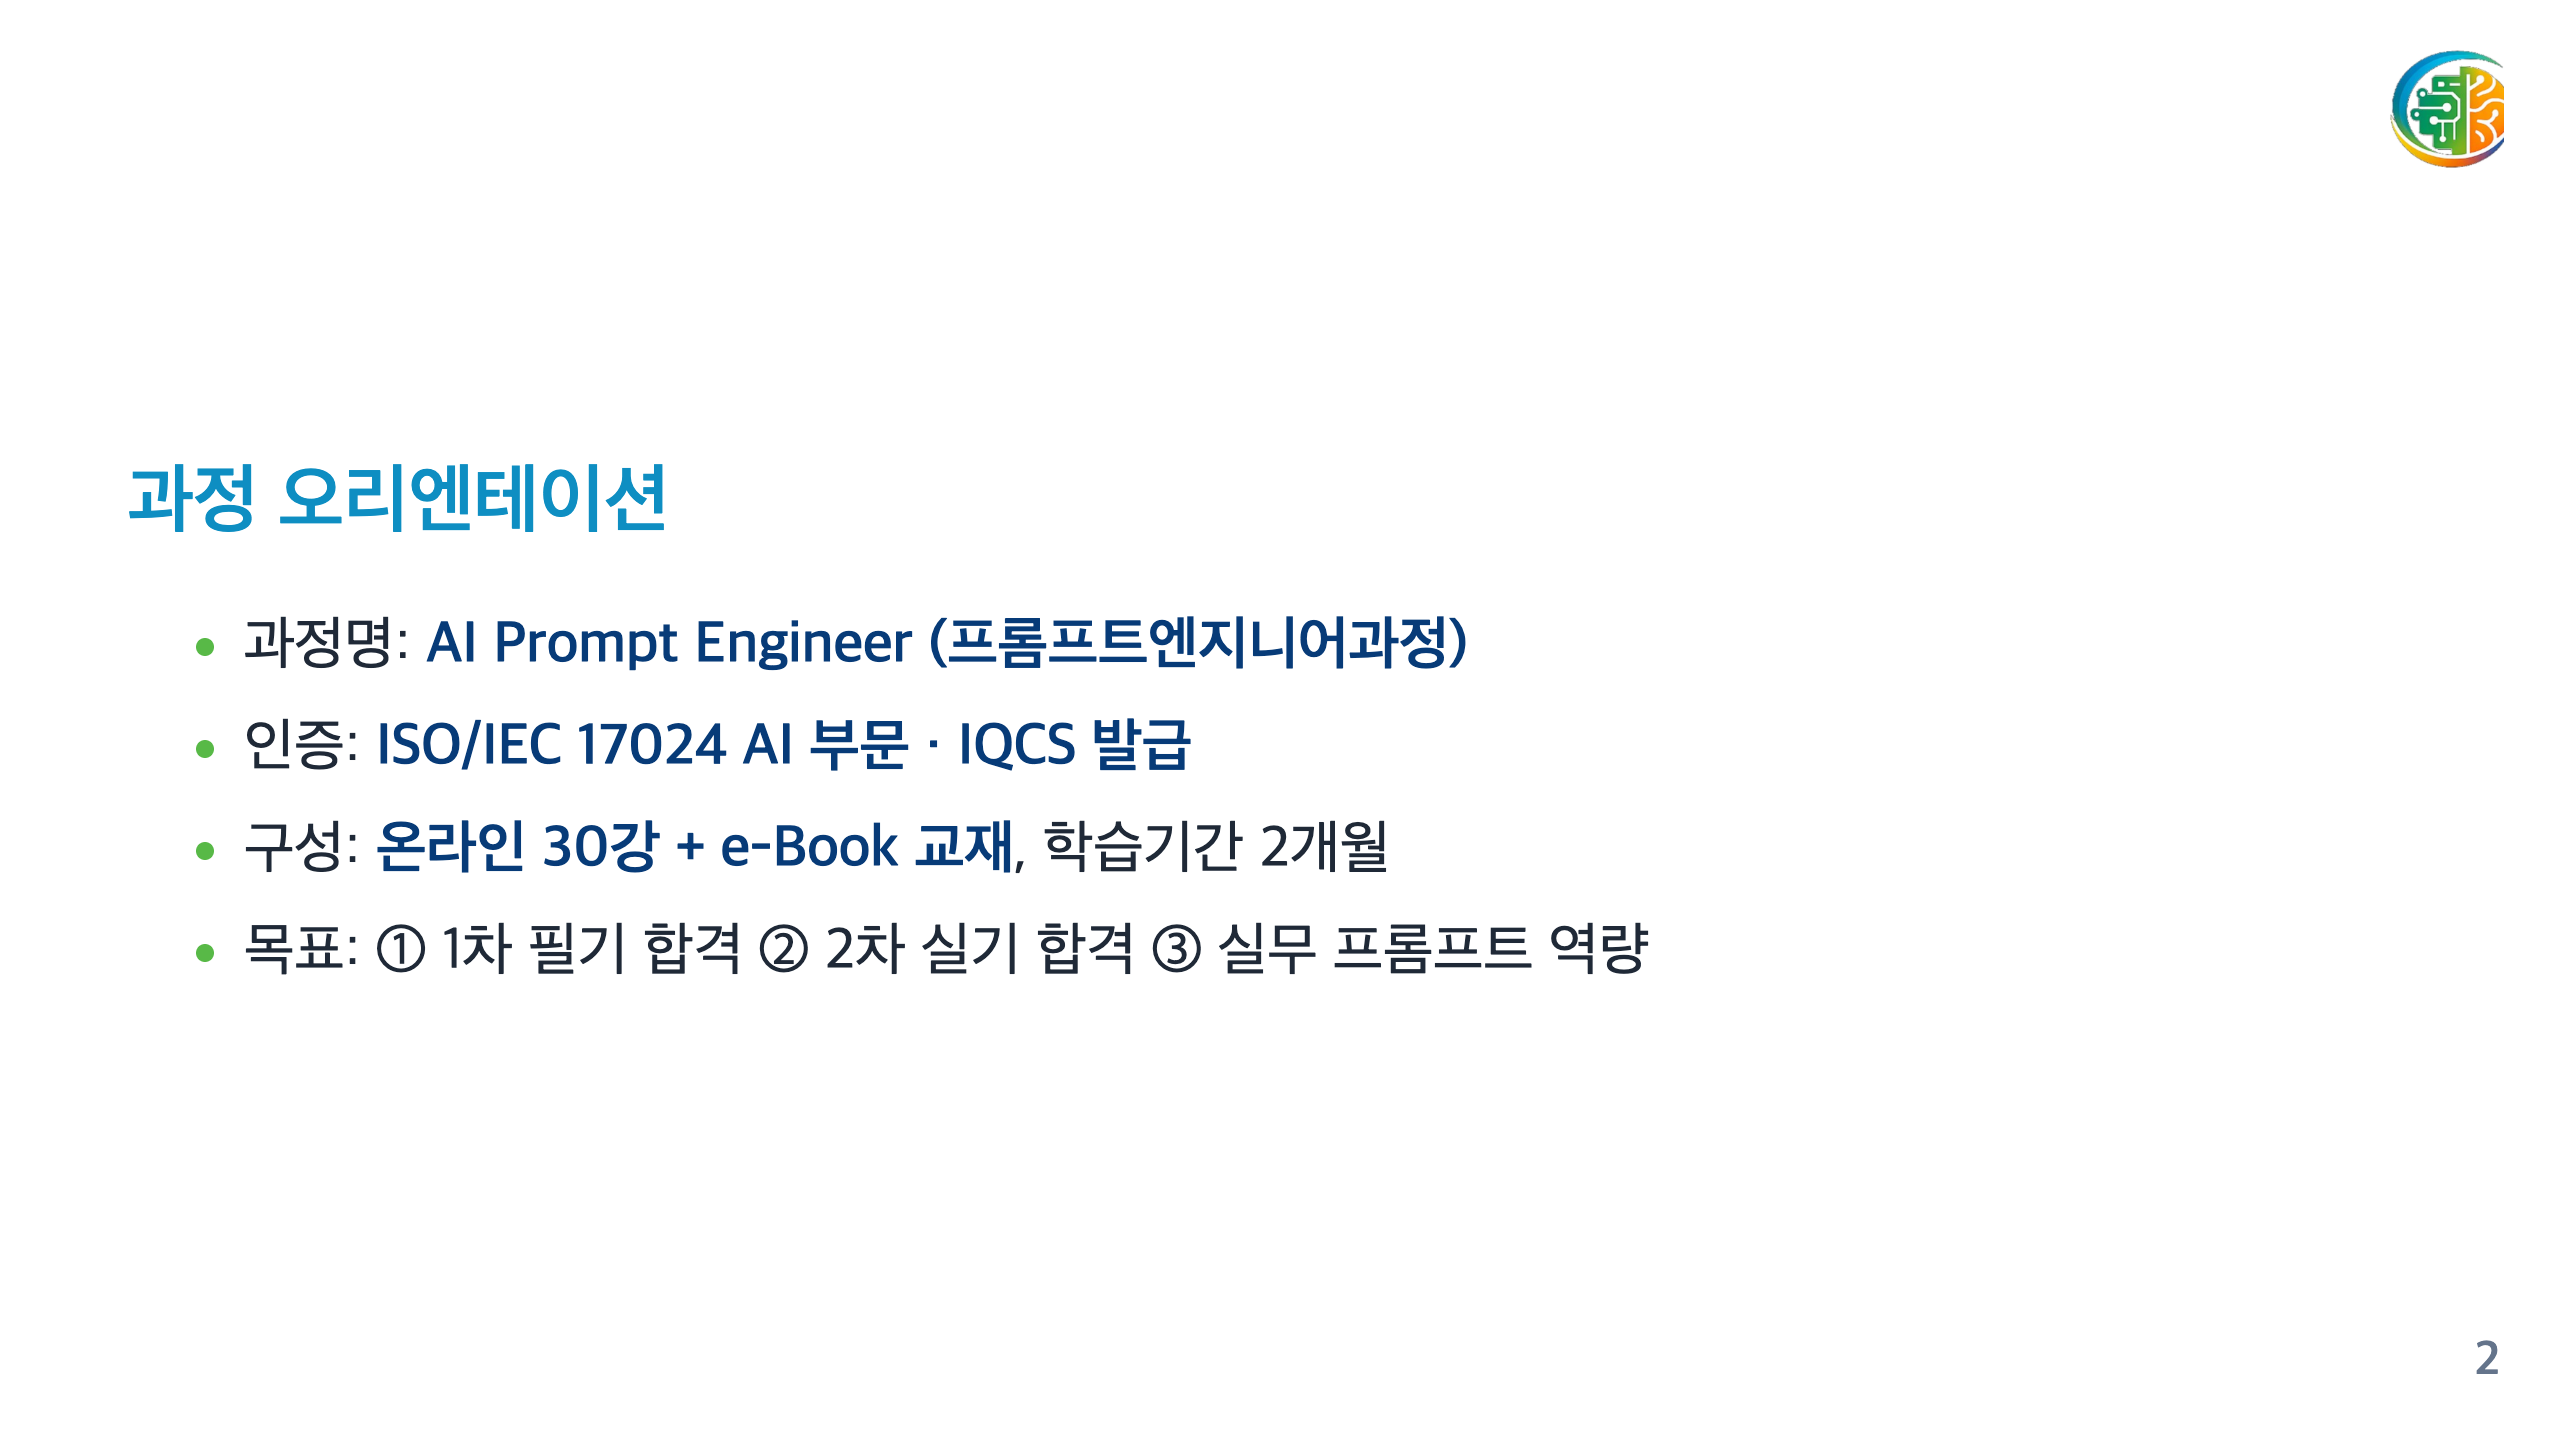 과정 오리엔테이션
• 과정명: AI Prompt Engineer (프롬프트엔지니어과정)
• 인증: ISO/IEC 17024 AI 부문 · IQCS 발급
• 구성: 온라인 30강 + e-Book 교재, 학습기간 2개월
• 목표: ① 1차 필기 합격 ② 2차 실기 합격 ③ 실무 프롬프트 역량
2